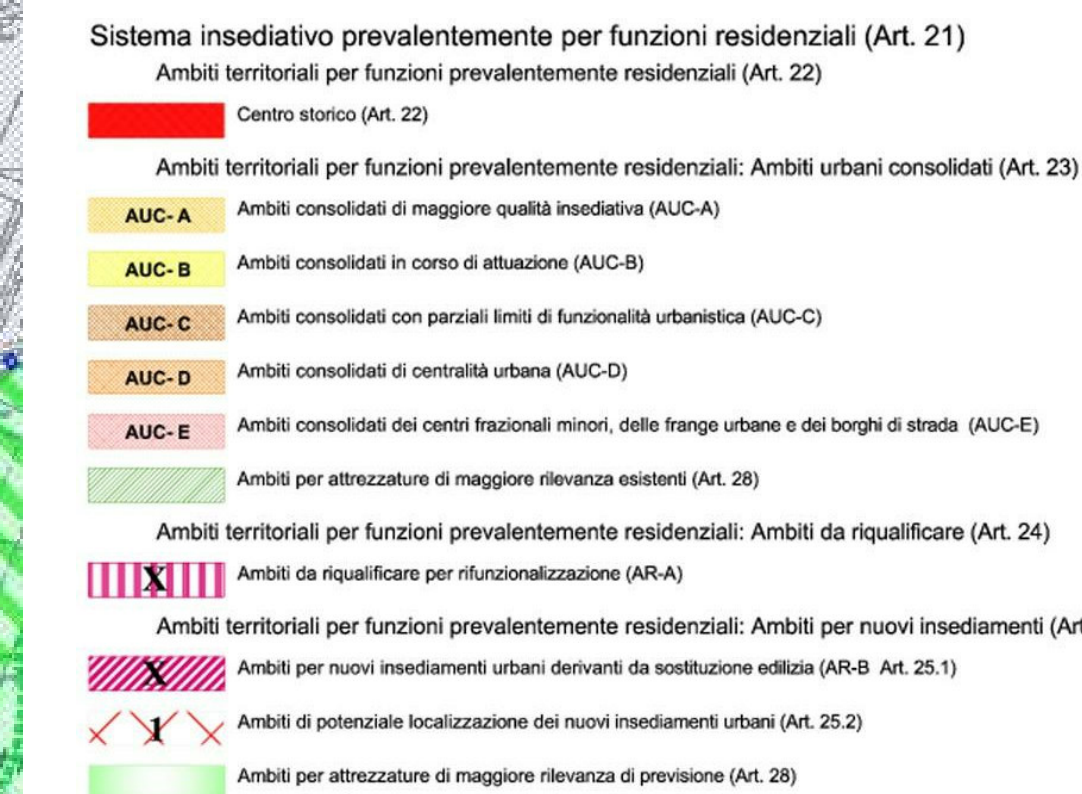 Sistema insediativo prevalentemente per funzioni residenziali (Art. 21)
Ambiti territoriali per funzioni prevalentemente residenziali (Art. 22)
Centro storico (Art. 22)
Ambiti territoriali per funzioni prevalentemente residenziali: Ambiti urbani consolidati (Art. 23)
AUC- A Ambiti consolidati di maggiore qualità insediativa (AUC-A)
AUC- B Ambiti consolidati in corso di attuazione (AUC-B)
AUC- C Ambiti consolidati con parziali limiti di funzionalità urbanistica (AUC-C)
AUC- D Ambiti consolidati di centralità urbana (AUC-D)
AUC- E Ambiti consolidati dei centri frazionali minori, delle frange urbane e dei borghi di strada (AUC-E)
Ambiti per attrezzature di maggiore rilevanza esistenti (Art. 28)
Ambiti territoriali per funzioni prevalentemente residenziali: Ambiti da riqualificare (Art. 24)
X Ambiti da riqualificare per rifunzionalizzazione (AR-A)
Ambiti territoriali per funzioni prevalentemente residenziali: Ambiti per nuovi insediamenti (Art
X Ambiti per nuovi insediamenti urbani derivanti da sostituzione edilizia (AR-B Art. 25.1)
1 Ambiti di potenziale localizzazione dei nuovi insediamenti urbani (Art. 25.2)
Ambiti per attrezzature di maggiore rilevanza di previsione (Art. 28)